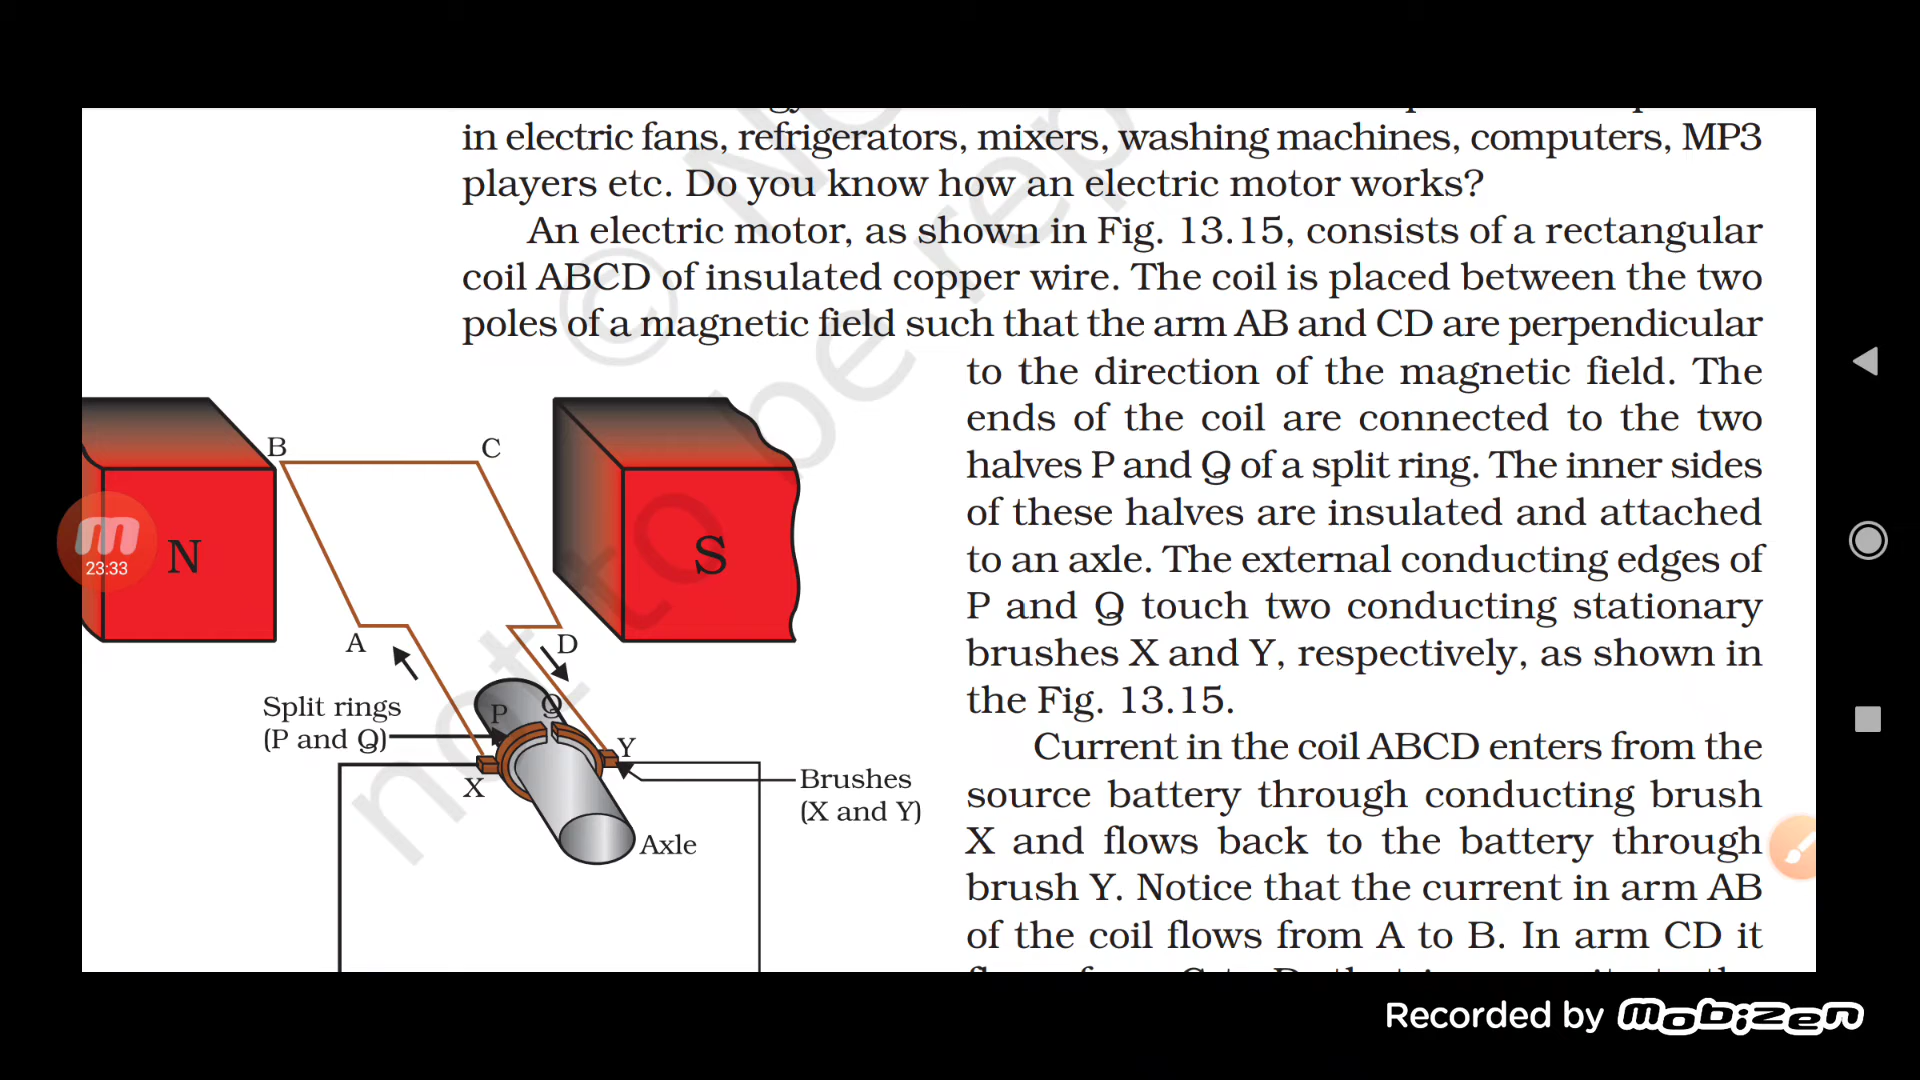 in electric fans, refrigerators, mixers, washing machines, computers, MP3
players etc. Do you know how an electric motor works?
An electric motor, as shown in Fig. 13.15, consists of a rectangular
coil ABCD of insulated copper wire. The coil is placed between the two
poles of a magnetic field such that the arm AB and CD are perpendicular
to the direction of the magnetic field. The
ends of the coil are connected to the two
halves P and Q of a split ring. The inner sides
of these halves are insulated and attached
to an axle. The external conducting edges of
P and Q touch two conducting stationary
brushes X and Y, respectively, as shown in
the Fig. 13.15.
Current in the coil ABCD enters from the
source battery through conducting brush
X and flows back to the battery through
brush Y. Notice that the current in arm AB
of the coil flows from A to B. In arm CD it
B
C
N
S
23:33
A
D
Split rings
(P and Q)
P
Q
X
Y
Brushes
(X and Y)
Axle
©
not to be
Recorded by mobizen